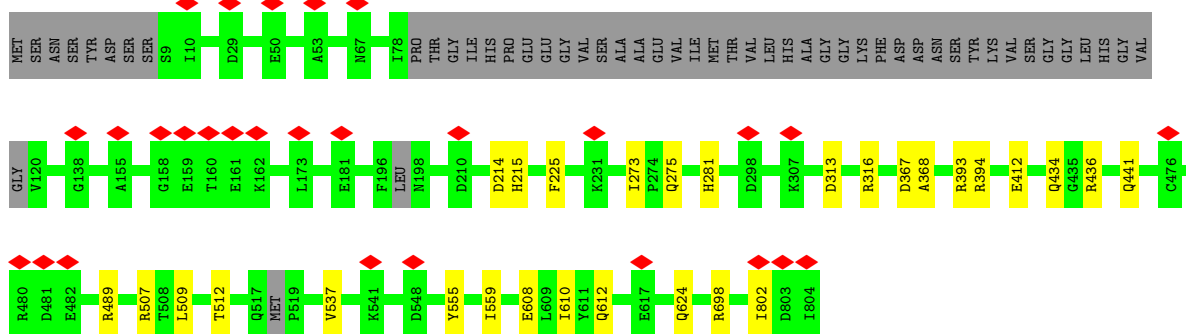 MET SER ASN SER TYR ASP SER SER S9 I10 D29 E50 A53 N67 I78 PRO THR GLY ILE HIS PRO GLU GLU GLY VAL SER ALA ALA GLU VAL ILE MET THR VAL LEU HIS ALA GLY GLY LYS PHE ASP ASP ASN SER TYR LYS VAL SER GLY GLY LEU HIS GLY VAL
GLY V120 G138 A155 G158 E159 T160 E161 K162 L173 E181 F196 LEU N198 D210 D214 H215 F225 K231 I273 P274 Q275 H281 D298 K307 D313 R316 D367 A368 R393 R394 E412 Q434 G435 R436 Q441 C476
R480 D481 E482 R489 R507 T508 L509 T512 Q517 MET P519 V537 K541 D548 Y555 I559 E608 L609 I610 Y611 Q612 E617 Q624 R698 I802 D803 I804